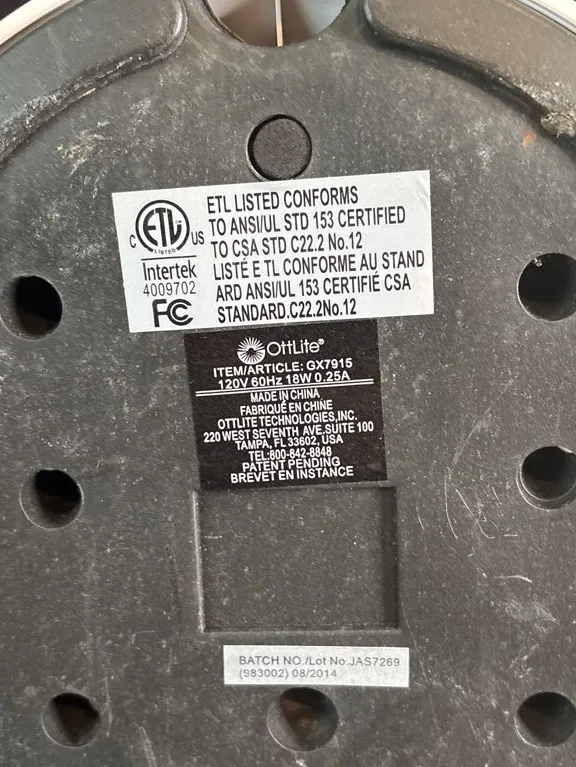 ETL LISTED CONFORMS
TO ANSI/UL STD 153 CERTIFIED
TO CSA STD C22.2 No.12
LISTÉ E TL CONFORME AU STAND
ARD ANSI/UL 153 CERTIFIÉ CSA
STANDARD.C22.2No.12
C ETL US
LISTED
Intertek
4009702
FC
OttLite®
ITEM/ARTICLE: GX7915
120V 60Hz 18W 0.25A
MADE IN CHINA
FABRIQUÉ EN CHINE
OTTLITE TECHNOLOGIES,INC.
220 WEST SEVENTH AVE.SUITE 100
TAMPA, FL 33602, USA
TEL:800-842-8848
PATENT PENDING
BREVET EN INSTANCE
BATCH NO./Lot No.JAS7269
(983002) 08/2014